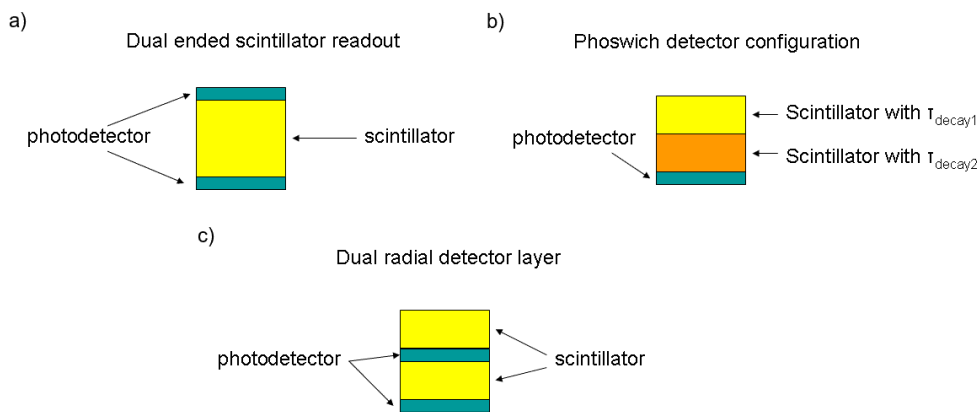 a)
Dual ended scintillator readout
photodetector
scintillator
b)
Phoswich detector configuration
Scintillator with τdecay1
photodetector
Scintillator with τdecay2
c)
Dual radial detector layer
photodetector
scintillator